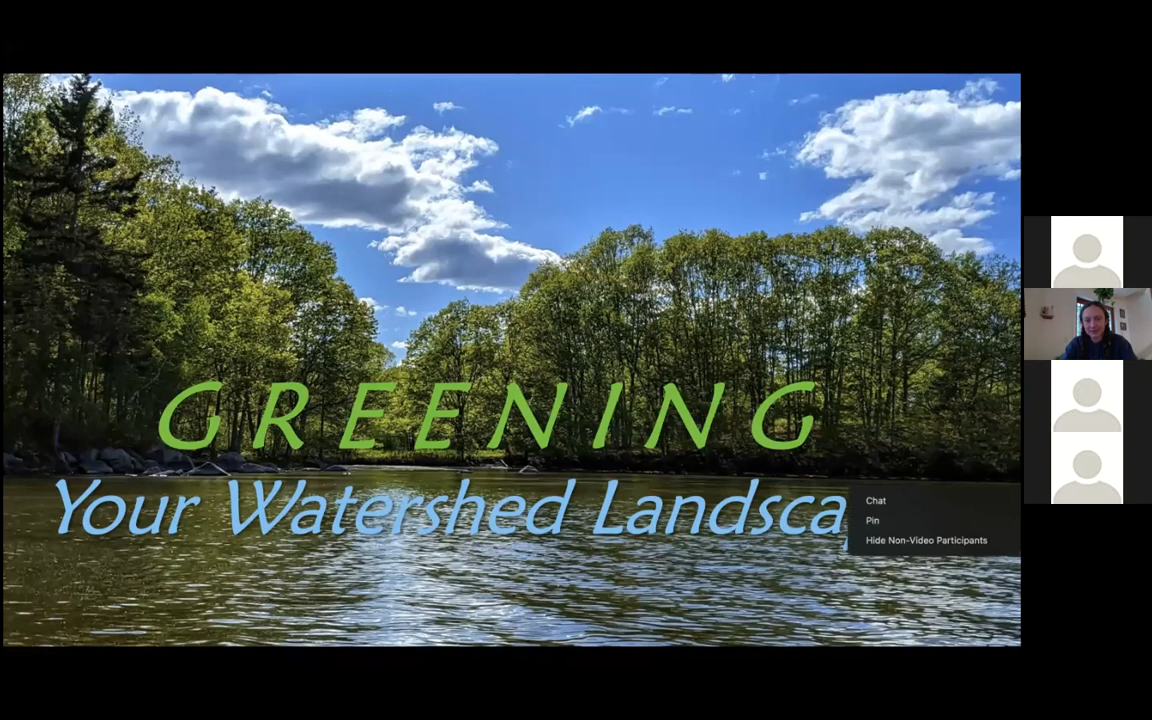 GREENING
Your Watershed Landsca
Chat
Pin
Hide Non-Video Participants